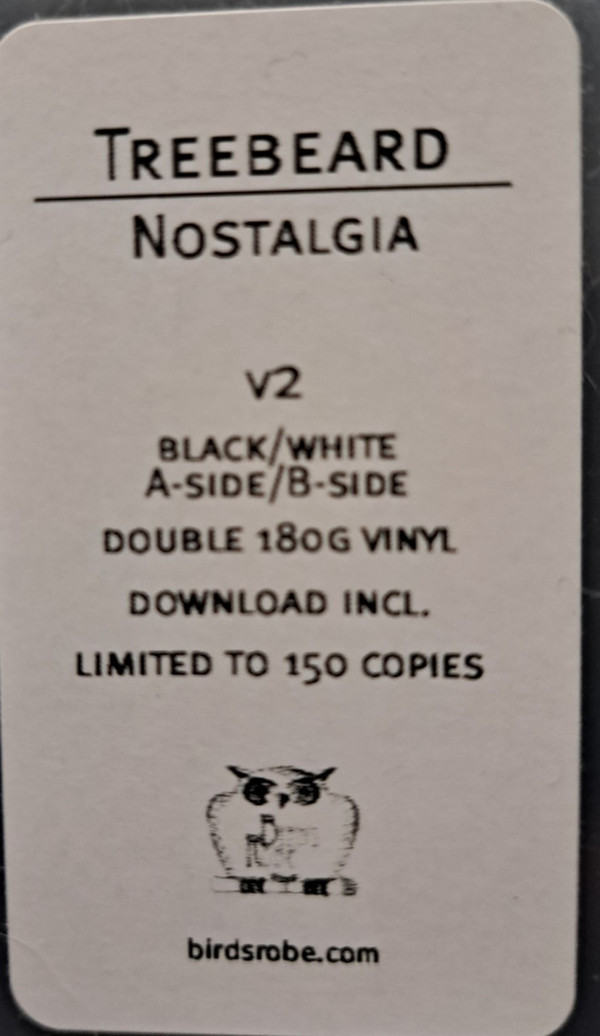 TREEBEARD
NOSTALGIA
V2
BLACK/WHITE
A-SIDE/B-SIDE
DOUBLE 180G VINYL
DOWNLOAD INCL.
LIMITED TO 150 COPIES
birdsrobe.com